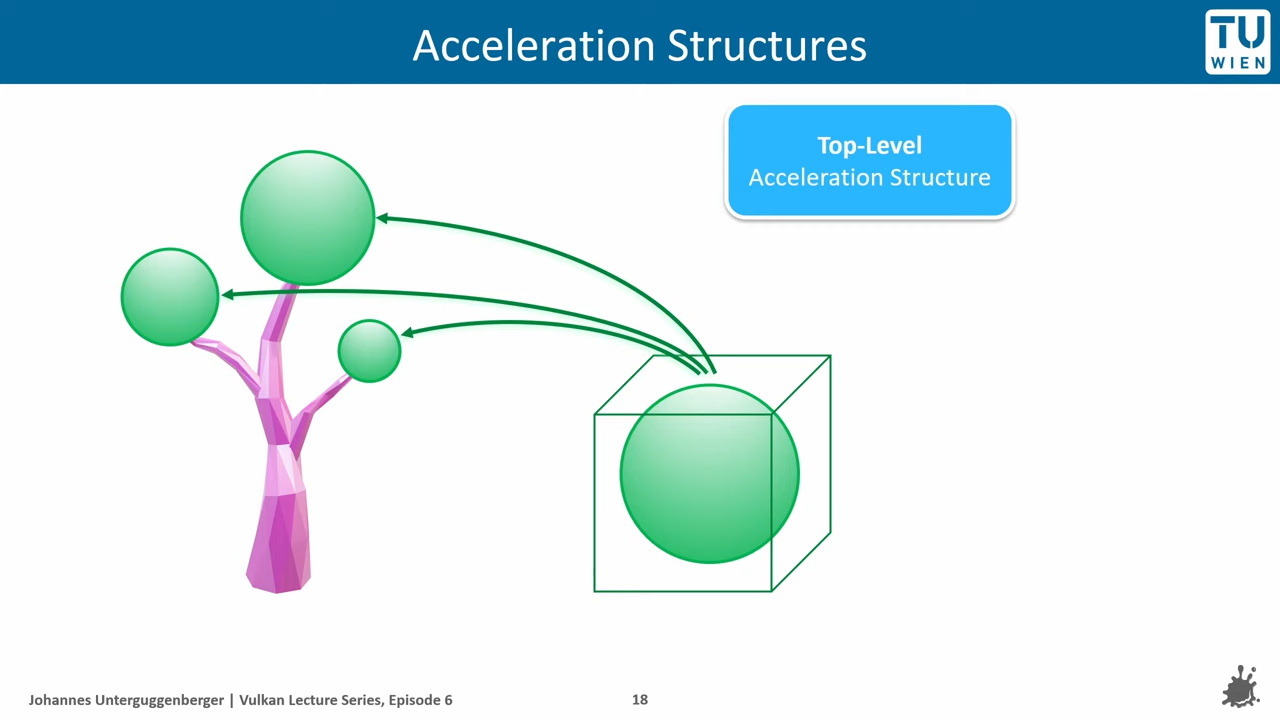 Acceleration Structures
TU
WIEN
Top-Level
Acceleration Structure
Johannes Unterguggenberger | Vulkan Lecture Series, Episode 6
18